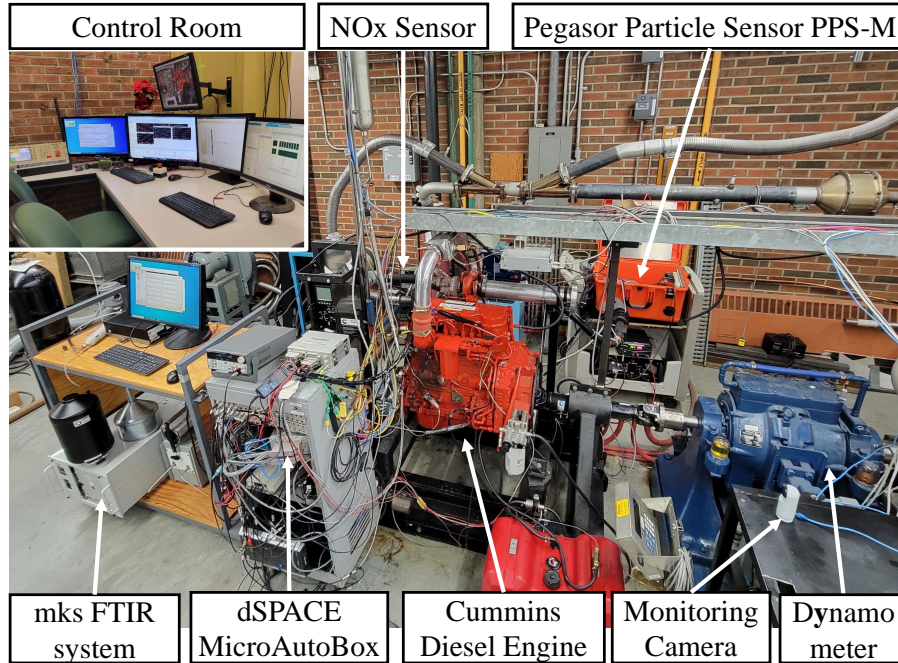 Control Room
NOx Sensor
Pegasor Particle Sensor PPS-M
mks FTIR
system
dSPACE
MicroAutoBox
Cummins
Diesel Engine
Monitoring
Camera
Dynamo
meter